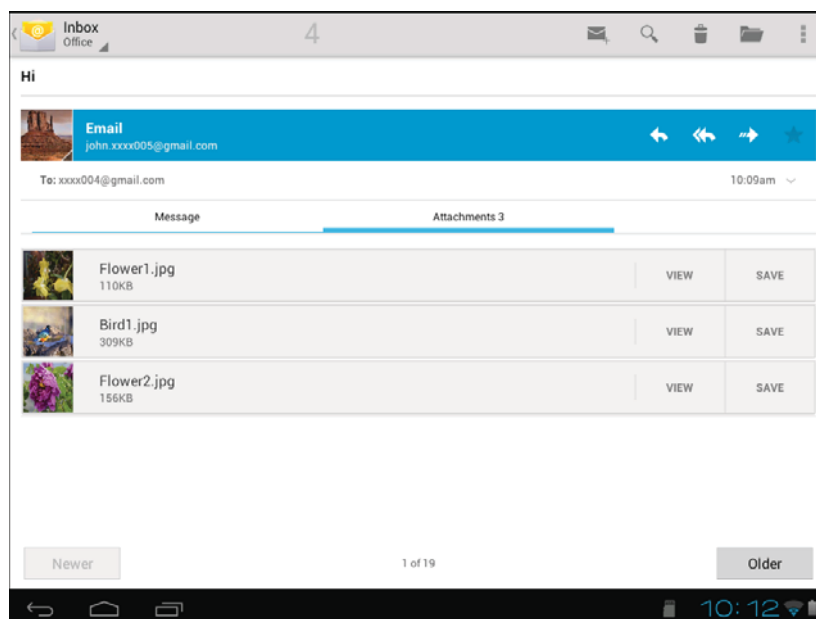 Inbox
Office
4
Hi
Email
john.xxxx005@gmail.com
To: xxxx004@gmail.com
10:09am
Message
Attachments 3
Flower1.jpg
110KB
VIEW
SAVE
Bird1.jpg
309KB
VIEW
SAVE
Flower2.jpg
156KB
VIEW
SAVE
Newer
1 of 19
Older
10:12